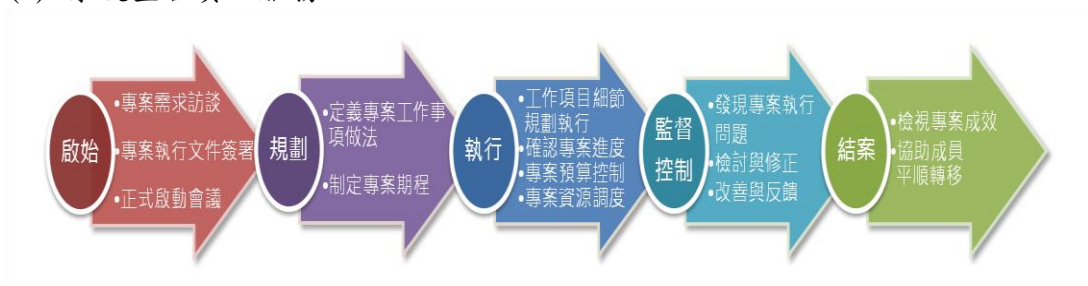 啟始
•專案需求訪談
•專案執行文件簽署
•正式啟動會議
規劃
•定義專案工作事
項做法
•制定專案期程
執行
•工作項目細節
規劃執行
•確認專案進度
•專案預算控制
•專案資源調度
監督
控制
•發現專案執行
問題
•檢討與修正
•改善與反饋
結案
•檢視專案成效
•協助成員
平順轉移